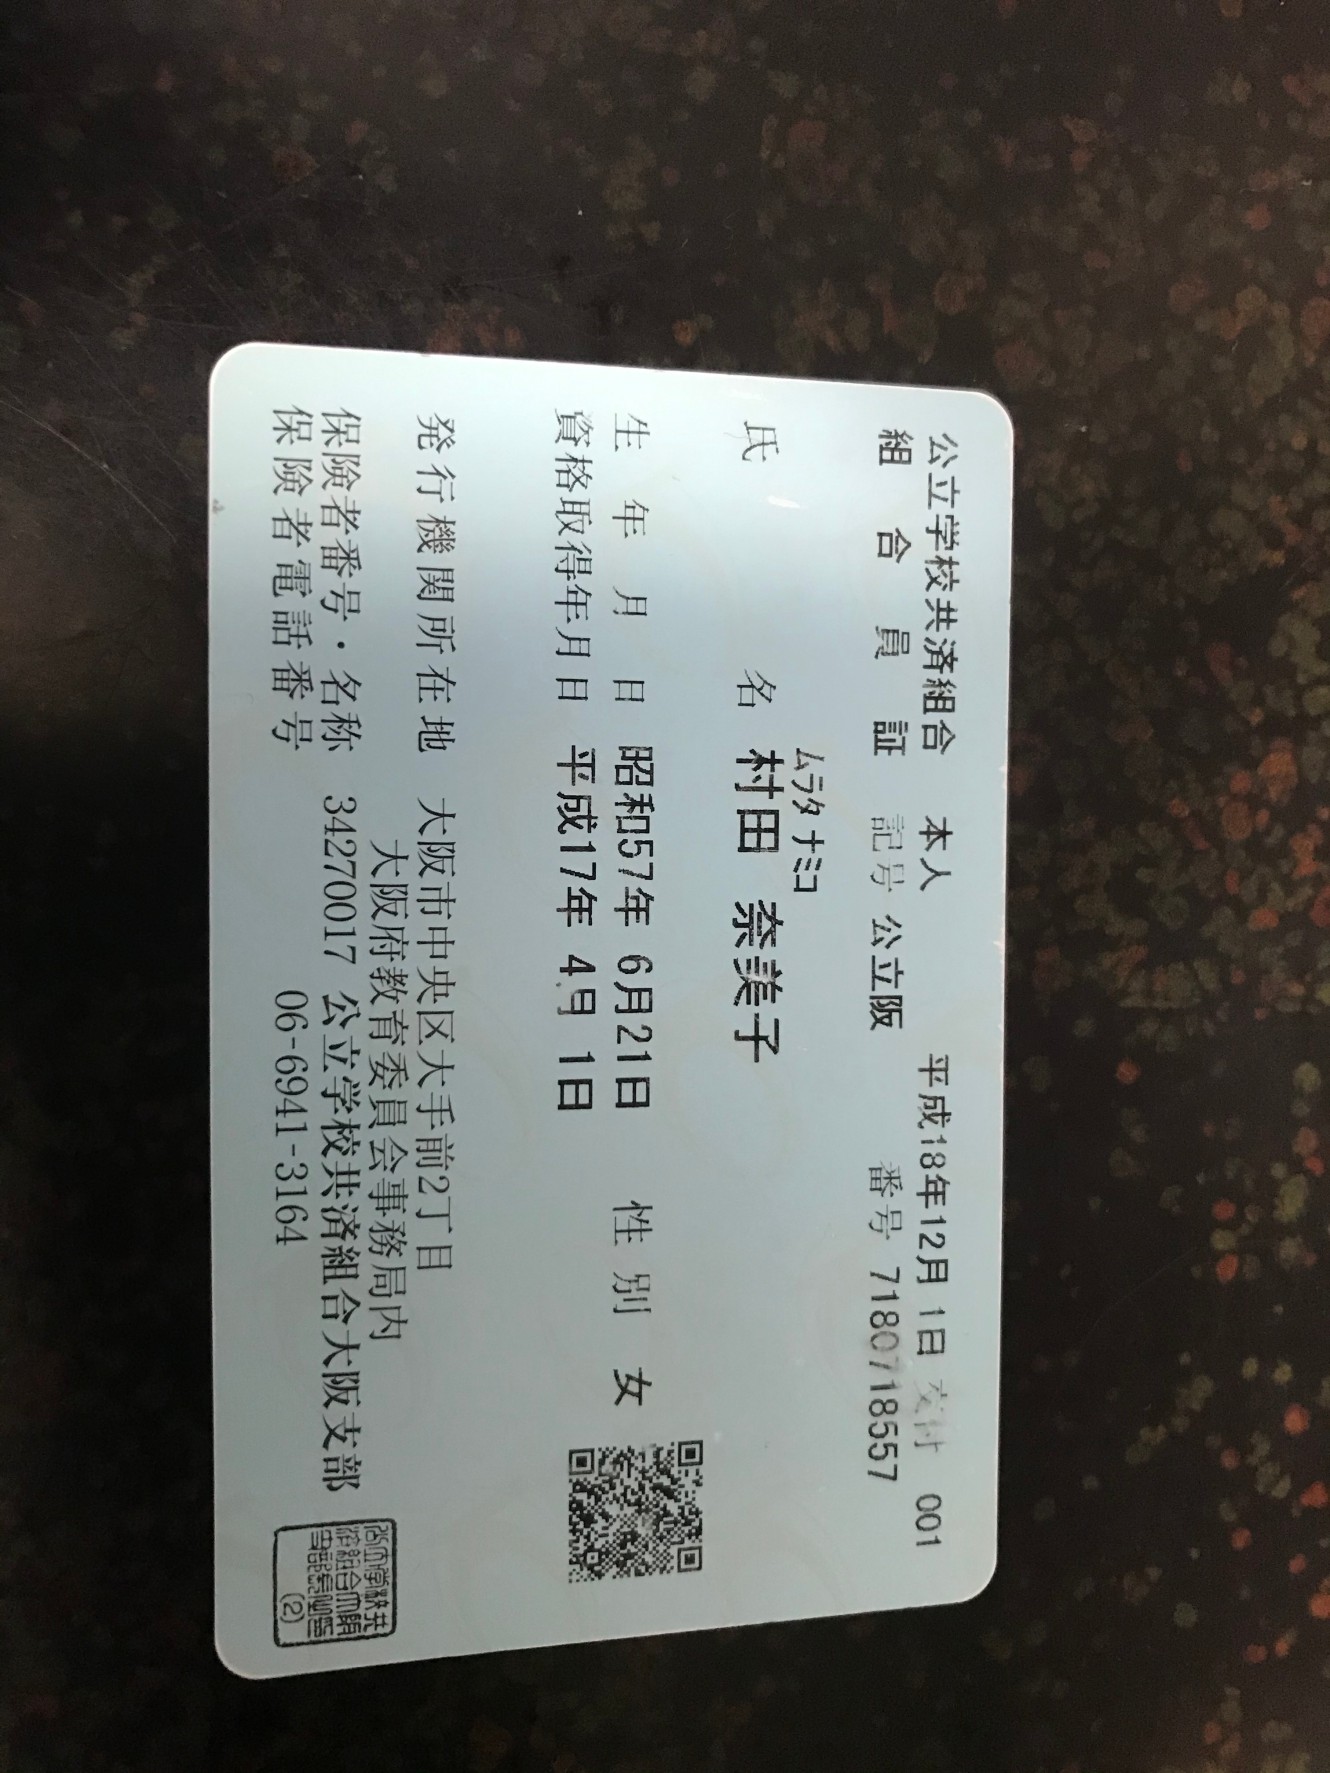 公立学校共済組合 本人 平成18年12月 1日 交付 001
組合員証 記号 公立阪 番号 71807718557
ムラタ ナミコ
氏名 村田 奈美子
生年月日 昭和57年 6月21日 性別 女
資格取得年月日 平成17年 4月 1日
発行機関所在地 大阪市中央区大手前2丁目
大阪府教育委員会事務局内
保険者番号・名称 34270017 公立学校共済組合大阪支部
保険者電話番号 06-6941-3164
(2)